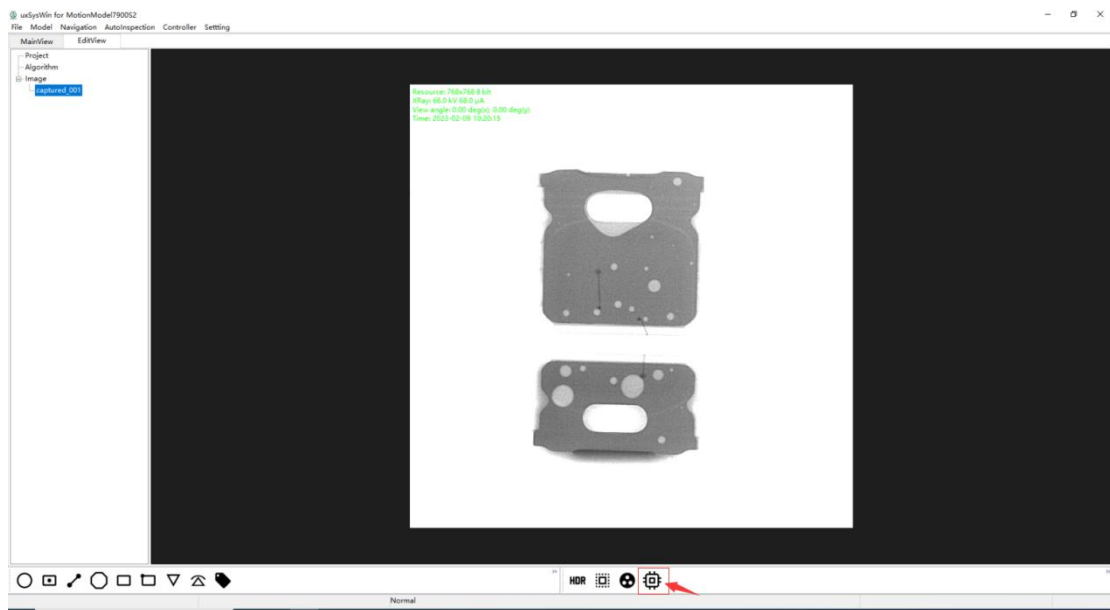 uxSysWin for MotionModel7900S2
File Model Navigation AutoInspection Controller Settting
MainView EditView
Project
Algorithm
Image
captured_001
Resource: 768x768 8 bit
XRay: 66.0 kV 68.0 μA
View angle: 0.00 deg(x), 0.00 deg(y)
Time: 2023-02-08 10:20:15
HDR
Normal